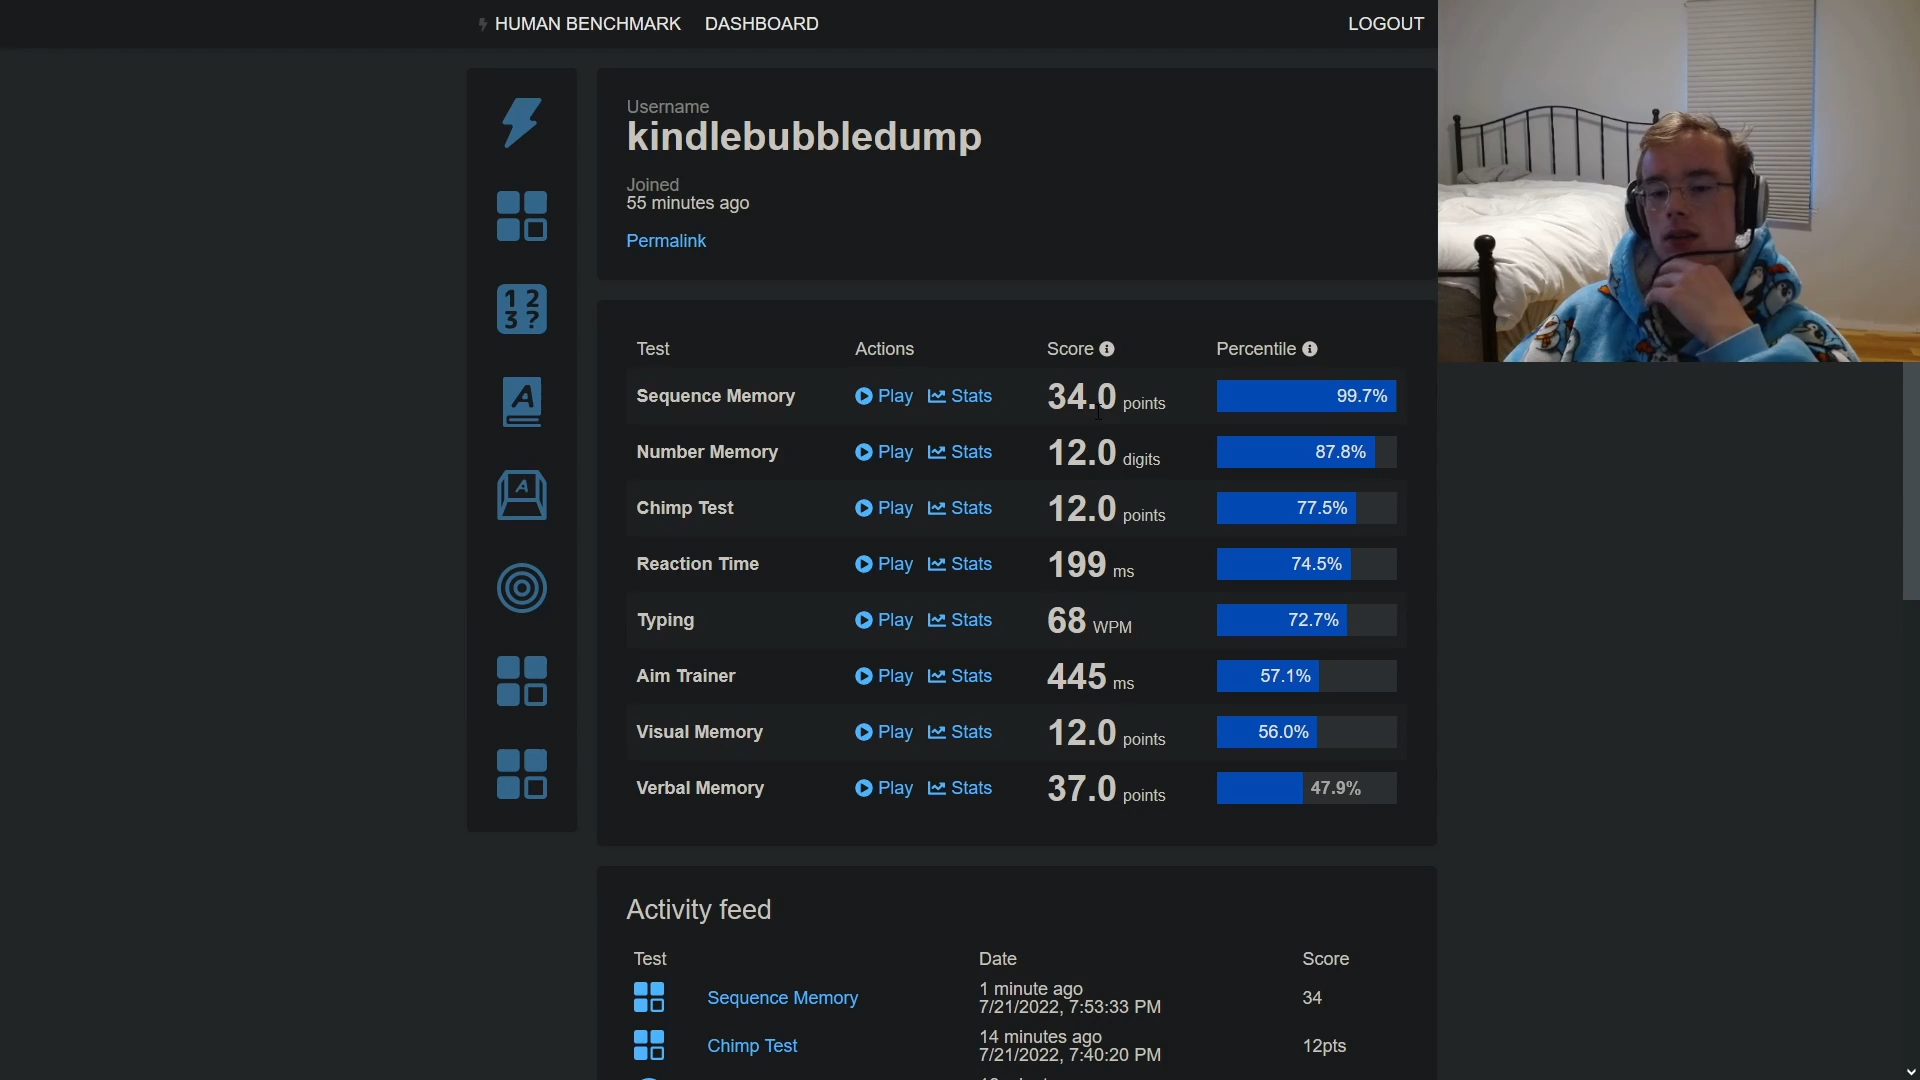 HUMAN BENCHMARK DASHBOARD LOGOUT
Username
kindlebubbledump
Joined
55 minutes ago
Permalink
1 2
3 ?
A
A
Test Actions Score Percentile
Sequence Memory Play Stats 34.0 points 99.7%
Number Memory Play Stats 12.0 digits 87.8%
Chimp Test Play Stats 12.0 points 77.5%
Reaction Time Play Stats 199 ms 74.5%
Typing Play Stats 68 WPM 72.7%
Aim Trainer Play Stats 445 ms 57.1%
Visual Memory Play Stats 12.0 points 56.0%
Verbal Memory Play Stats 37.0 points 47.9%
Activity feed
Test Date Score
Sequence Memory 1 minute ago 34
7/21/2022, 7:53:33 PM
Chimp Test 14 minutes ago 12pts
7/21/2022, 7:40:20 PM